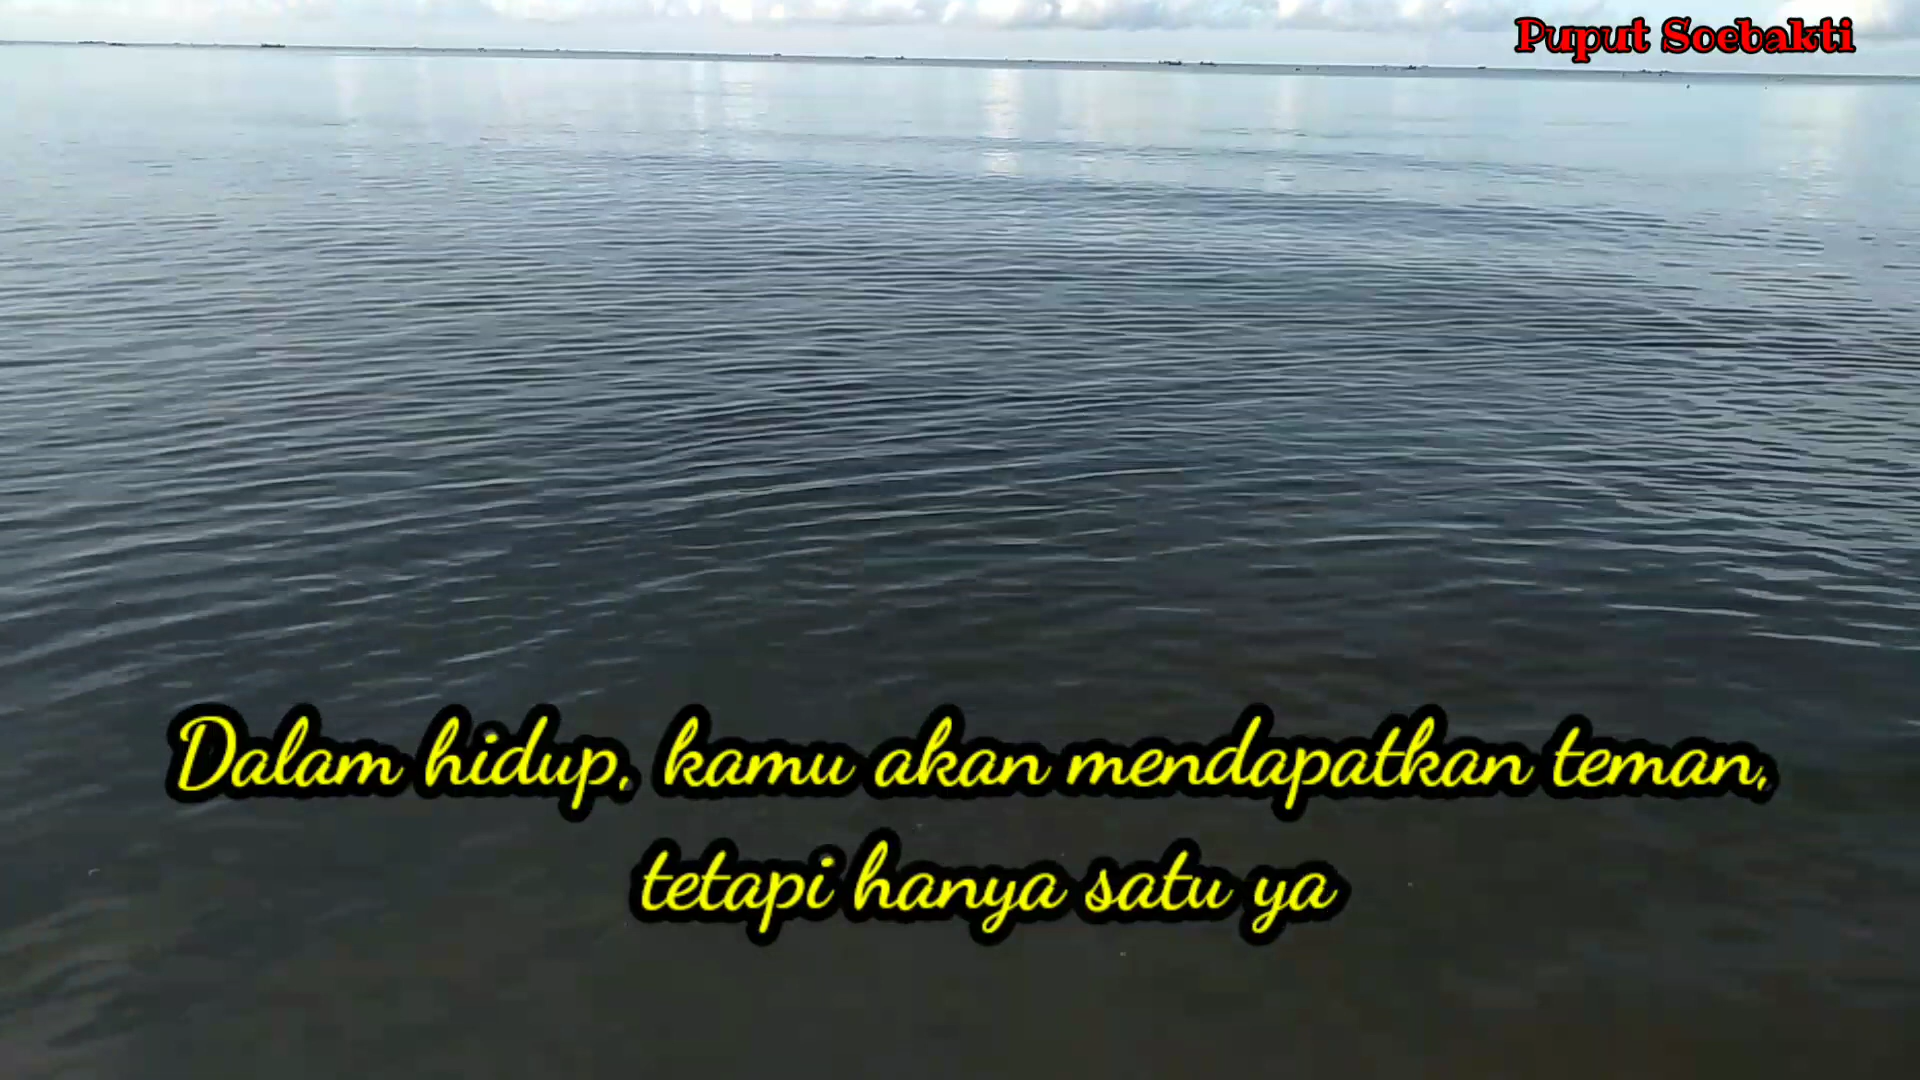 Puput Soebakti
Dalam hidup, kamu akan mendapatkan teman,
tetapi hanya satu ya